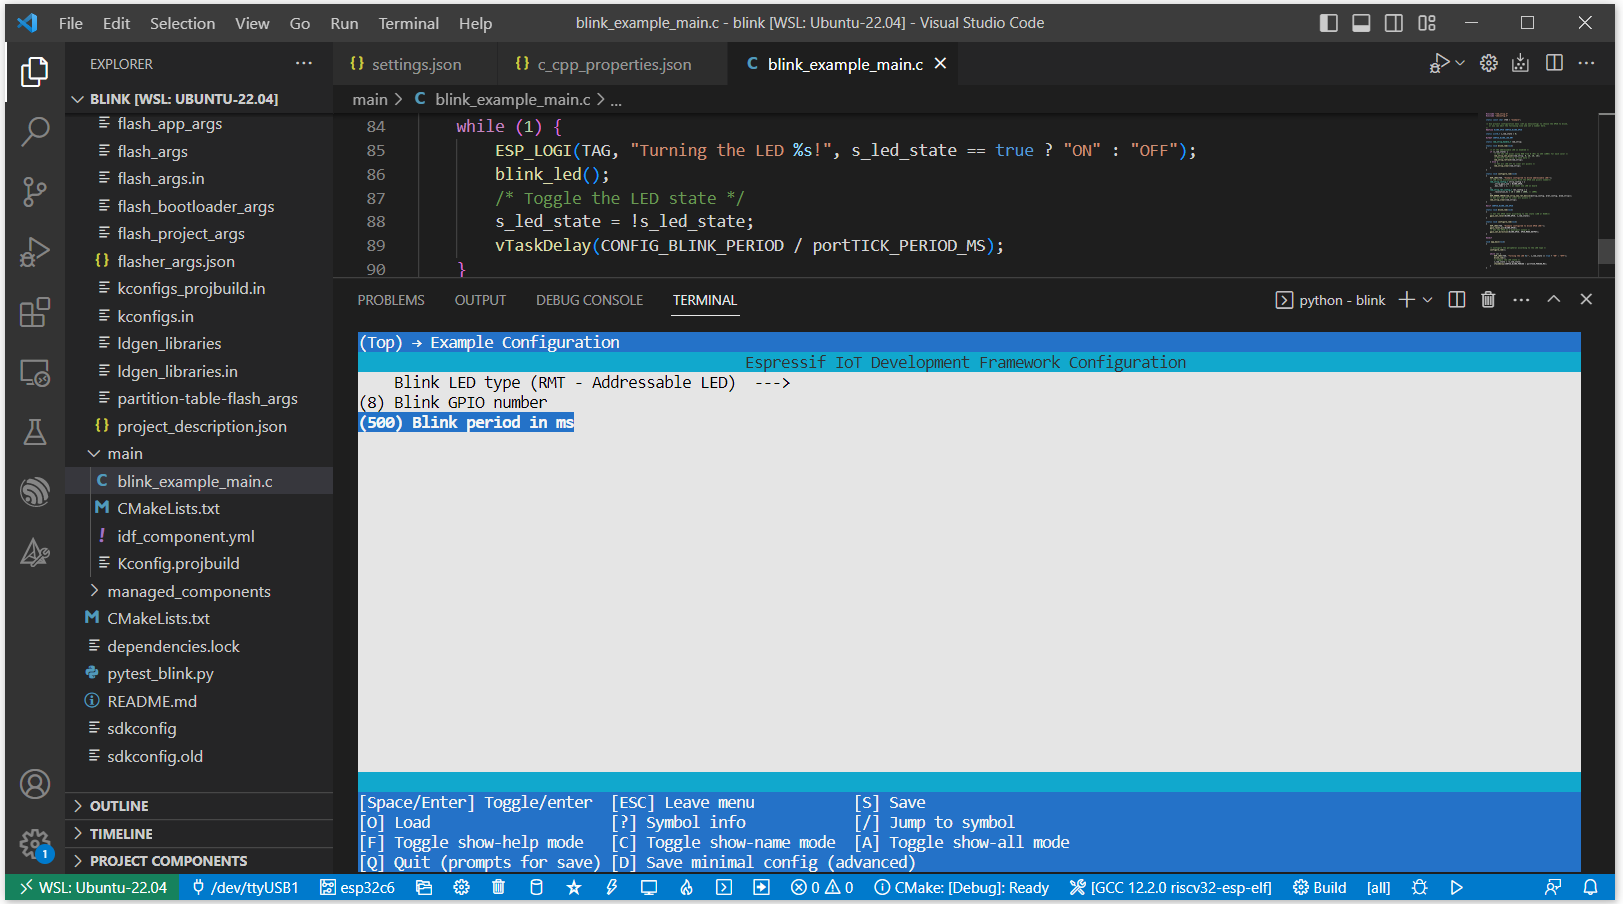 File Edit Selection View Go Run Terminal Help
blink_example_main.c - blink [WSL: Ubuntu-22.04] - Visual Studio Code
EXPLORER
BLINK [WSL: UBUNTU-22.04]
flash_app_args
flash_args
flash_args.in
flash_bootloader_args
flash_project_args
{} flasher_args.json
kconfigs_projbuild.in
kconfigs.in
ldgen_libraries
ldgen_libraries.in
partition-table-flash_args
{} project_description.json
main
C blink_example_main.c
M CMakeLists.txt
! idf_component.yml
Kconfig.projbuild
managed_components
M CMakeLists.txt
dependencies.lock
pytest_blink.py
README.md
sdkconfig
sdkconfig.old
OUTLINE
TIMELINE
PROJECT COMPONENTS
1
{} settings.json
{} c_cpp_properties.json
C blink_example_main.c
main > C blink_example_main.c > ...
84 while (1) {
85 ESP_LOGI(TAG, "Turning the LED %s!", s_led_state == true ? "ON" : "OFF");
86 blink_led();
87 /* Toggle the LED state */
88 s_led_state = !s_led_state;
89 vTaskDelay(CONFIG_BLINK_PERIOD / portTICK_PERIOD_MS);
90 }
PROBLEMS OUTPUT DEBUG CONSOLE TERMINAL
python - blink
(Top) → Example Configuration
Espressif IoT Development Framework Configuration
Blink LED type (RMT - Addressable LED) --->
(8) Blink GPIO number
(500) Blink period in ms
[Space/Enter] Toggle/enter [ESC] Leave menu [S] Save
[O] Load [?] Symbol info [/] Jump to symbol
[F] Toggle show-help mode [C] Toggle show-name mode [A] Toggle show-all mode
[Q] Quit (prompts for save) [D] Save minimal config (advanced)
WSL: Ubuntu-22.04 /dev/ttyUSB1 esp32c6 0 0 CMake: [Debug]: Ready [GCC 12.2.0 riscv32-esp-elf] Build [all]